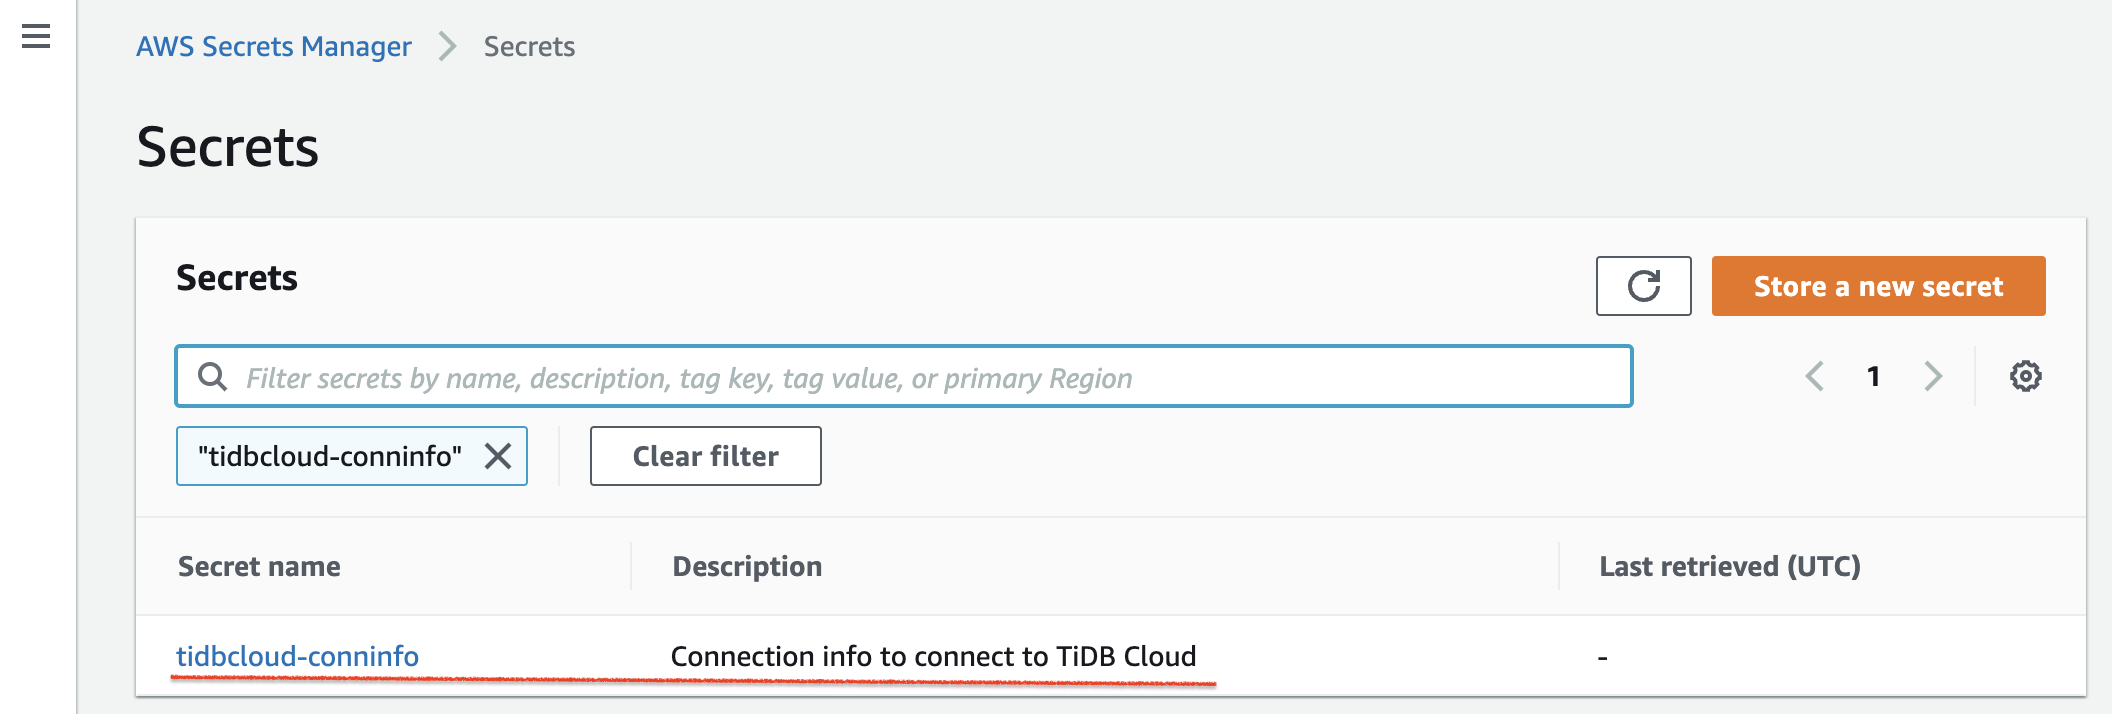 AWS Secrets Manager > Secrets
Secrets
Secrets
Store a new secret
Filter secrets by name, description, tag key, tag value, or primary Region
1
"tidbcloud-conninfo"
Clear filter
Secret name Description Last retrieved (UTC)
tidbcloud-conninfo Connection info to connect to TiDB Cloud -